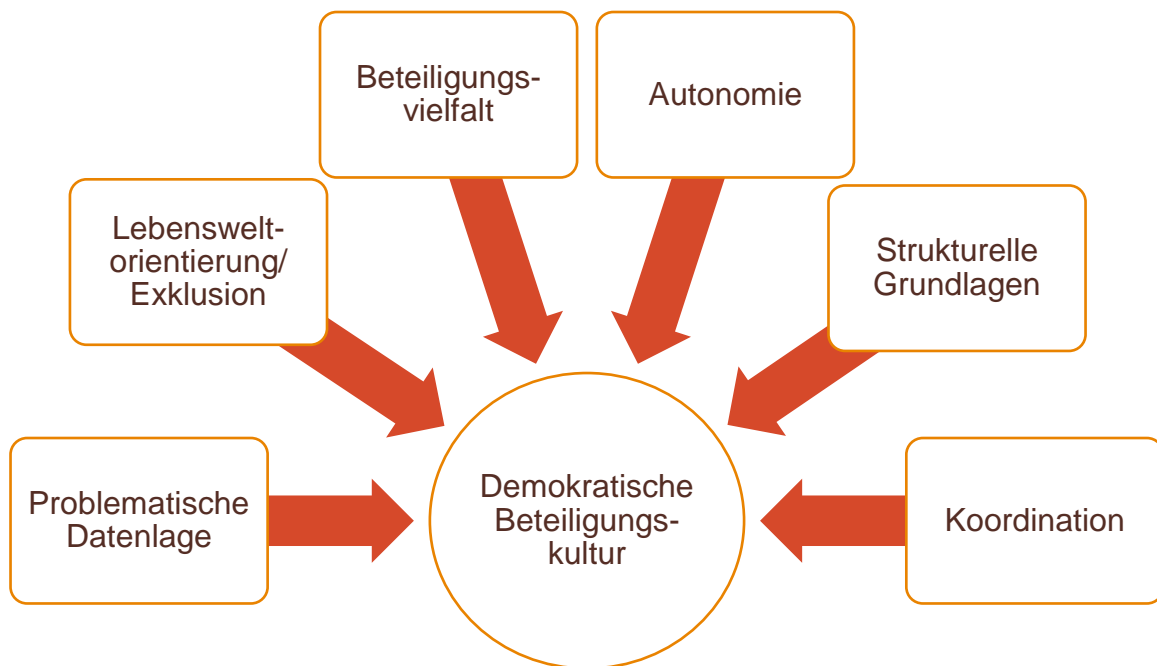 Beteiligungs-
vielfalt
Autonomie
Lebenswelt-
orientierung/
Exklusion
Strukturelle
Grundlagen
Problematische
Datenlage
Demokratische
Beteiligungs-
kultur
Koordination